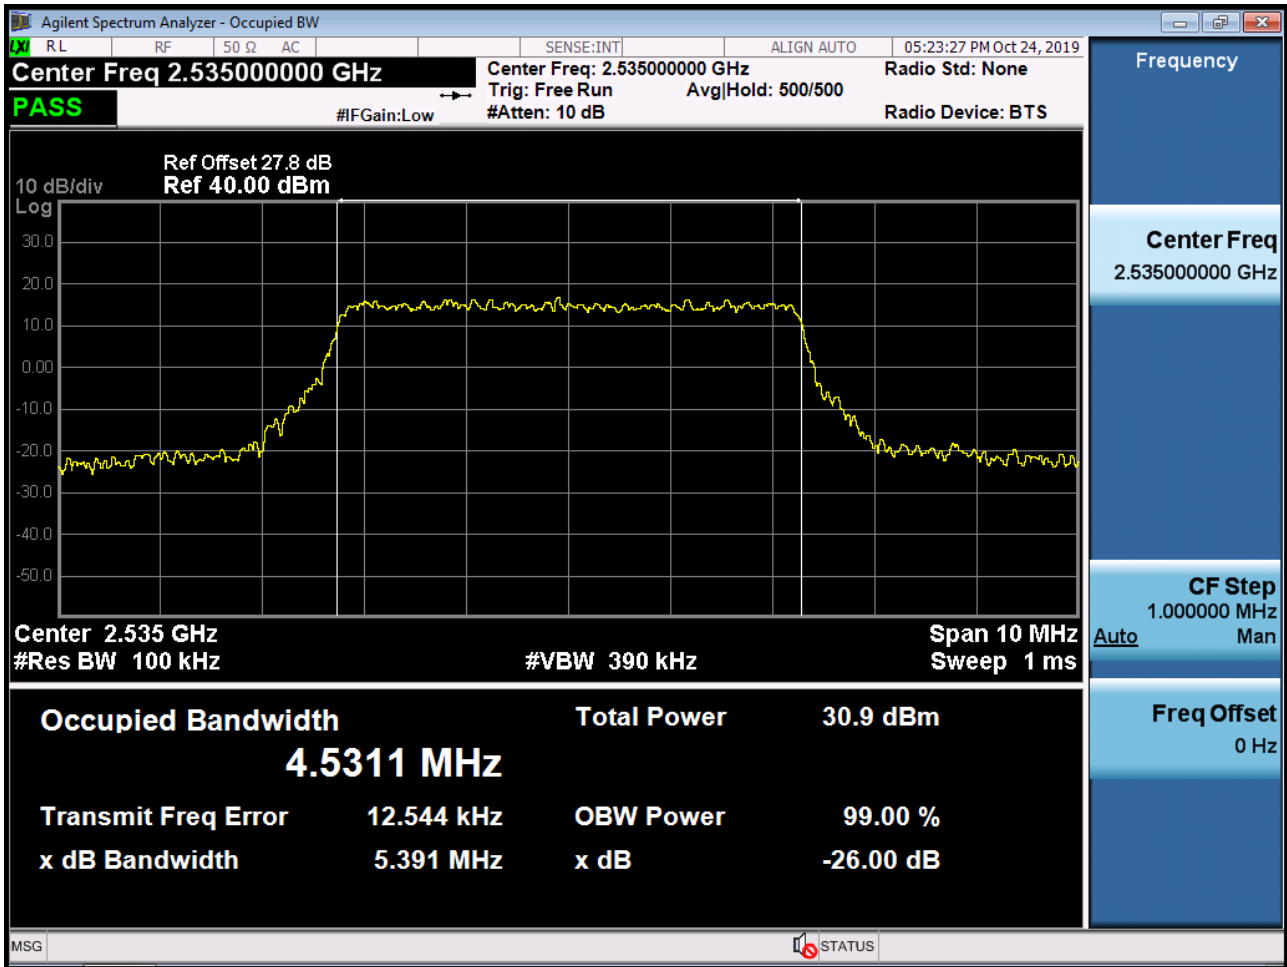 Agilent Spectrum Analyzer - Occupied BW
LXI RL RF 50 Ω AC SENSE:INT ALIGN AUTO 05:23:27 PM Oct 24, 2019
Center Freq 2.535000000 GHz
PASS
#IFGain:Low
Center Freq: 2.535000000 GHz
Trig: Free Run Avg|Hold: 500/500
#Atten: 10 dB
Radio Std: None
Radio Device: BTS
Ref Offset 27.8 dB
10 dB/div Ref 40.00 dBm
Log
30.0
20.0
10.0
0.00
-10.0
-20.0
-30.0
-40.0
-50.0
Center 2.535 GHz Span 10 MHz
#Res BW 100 kHz #VBW 390 kHz Sweep 1 ms
Occupied Bandwidth Total Power 30.9 dBm
4.5311 MHz
Transmit Freq Error 12.544 kHz OBW Power 99.00 %
x dB Bandwidth 5.391 MHz x dB -26.00 dB
Frequency
Center Freq
2.535000000 GHz
CF Step
1.000000 MHz
Auto Man
Freq Offset
0 Hz
MSG STATUS